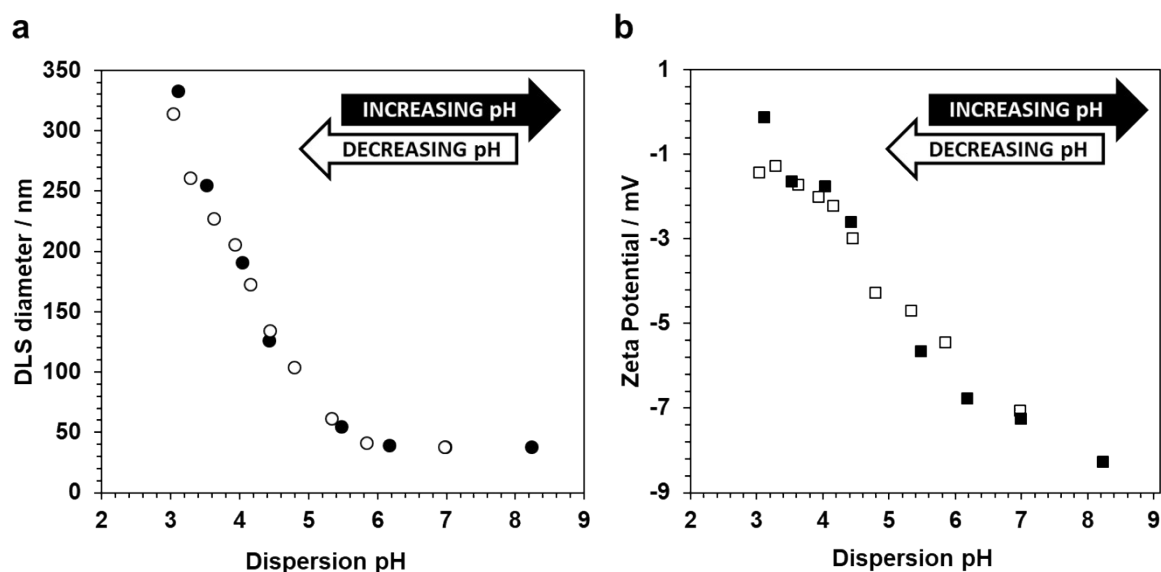 a
DLS diameter / nm
350
300
250
200
150
100
50
0
INCREASING pH
DECREASING pH
2 3 4 5 6 7 8 9
Dispersion pH
b
Zeta Potential / mV
1
-1
-3
-5
-7
-9
INCREASING pH
DECREASING pH
2 3 4 5 6 7 8 9
Dispersion pH